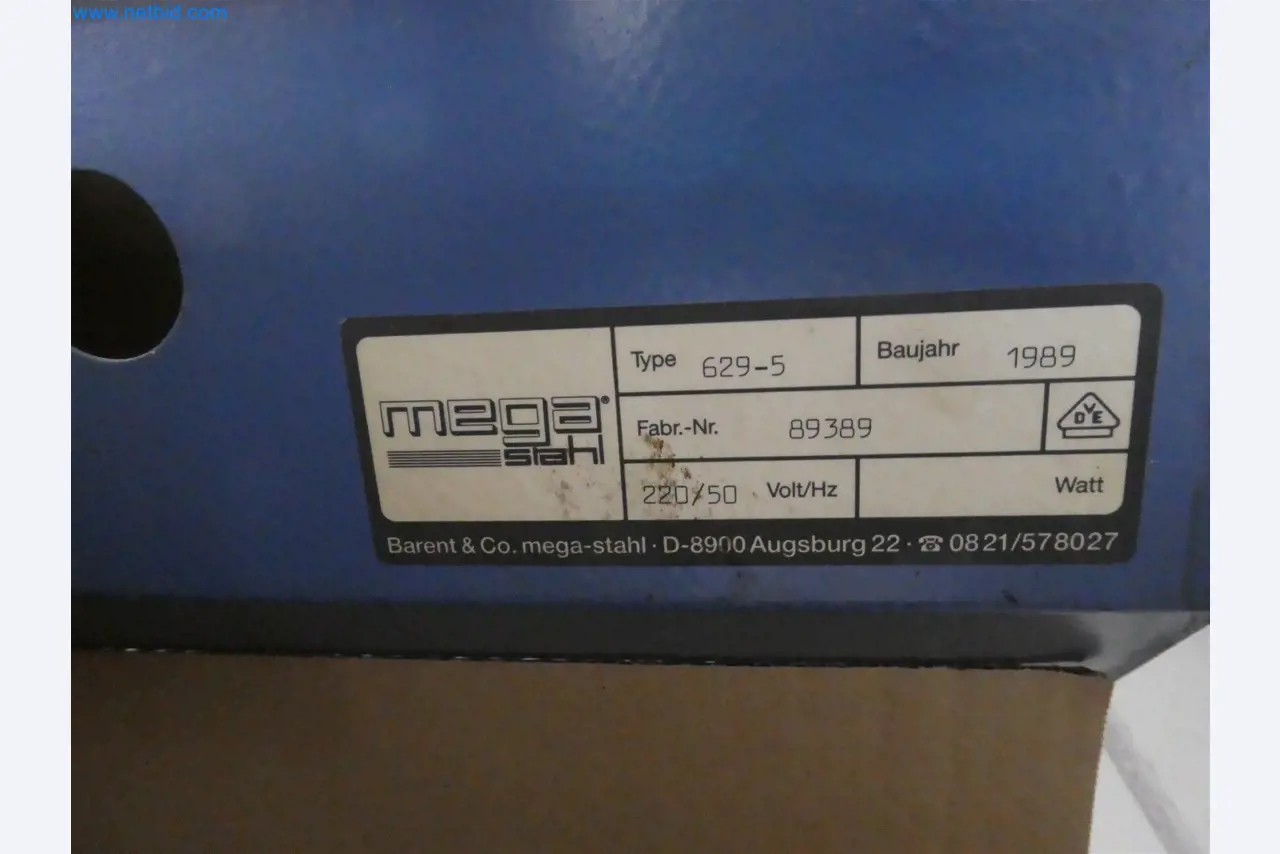 www.netbid.com
Type 629-5
Baujahr 1989
mega®
stahl
Fabr.-Nr. 89389
DVE
220/50 Volt/Hz
Watt
Barent & Co. mega-stahl · D-8900 Augsburg 22 · ☎ 0821/578027